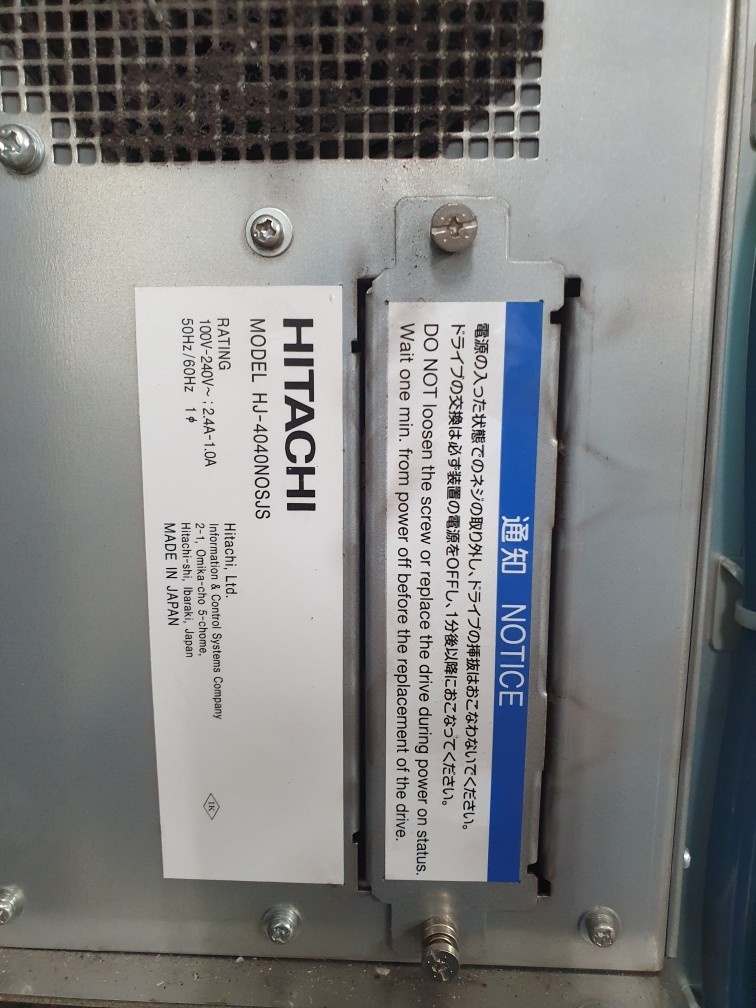 通知 NOTICE
電源の入った状態でのネジの取り外し、ドライブの挿抜はおこなわないでください。
ドライブの交換は必ず装置の電源をOFFし、1分後以降におこなってください。
DO NOT loosen the screw or replace the drive during power on status.
Wait one min. from power off before the replacement of the drive.
HITACHI
MODEL HJ-4040NOSJS
RATING
100V-240V~ : 2.4A-1.0A
50Hz/60Hz 1φ
Hitachi, Ltd.
Information & Control Systems Company
2-1, Omika-cho 5-chome,
Hitachi-shi, Ibaraki, Japan
MADE IN JAPAN